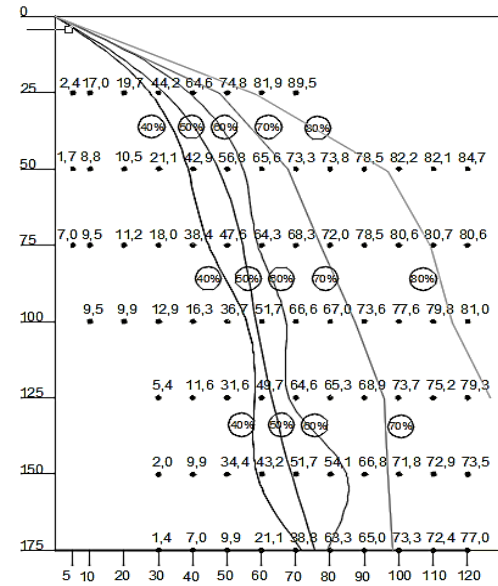 0
2,4 17,0 19,7 44,2 64,6 74,8 81,9 89,5
25
40% 50% 60% 70% 80%
1,7 8,8 10,5 21,1 42,9 56,8 65,6 73,3 73,8 78,5 82,2 82,1 84,7
50
7,0 9,5 11,2 18,0 38,4 47,6 64,3 68,3 72,0 78,5 80,6 80,7 80,6
75
40% 50% 60% 70% 80%
9,5 9,9 12,9 16,3 36,7 51,7 66,6 67,0 73,6 77,6 79,8 81,0
100
5,4 11,6 31,6 49,7 64,6 65,3 68,9 73,7 75,2 79,3
125
40% 50% 60% 70%
2,0 9,9 34,4 43,2 51,7 54,1 66,8 71,8 72,9 73,5
150
1,4 7,0 9,9 21,1 38,8 63,3 65,0 73,3 72,4 77,0
175
5 10 20 30 40 50 60 70 80 90 100 110 120